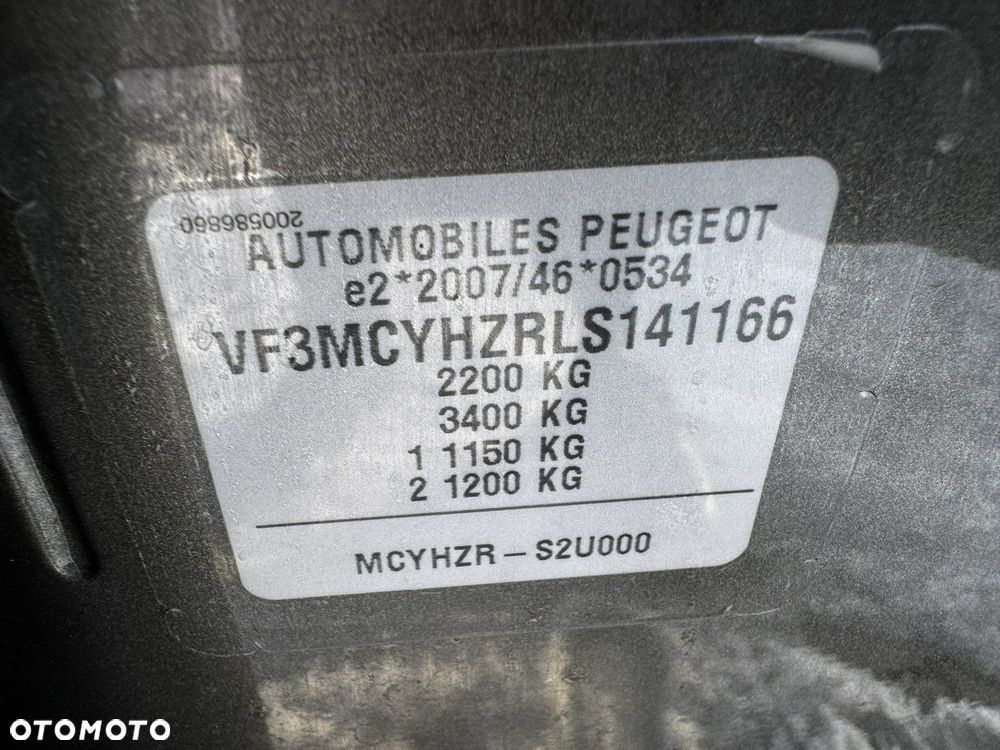 200586860
AUTOMOBILES PEUGEOT
e2*2007/46*0534
VF3MCYHZRLS141166
2200 KG
3400 KG
1 1150 KG
2 1200 KG
MCYHZR – S2U000
OTOMOTO